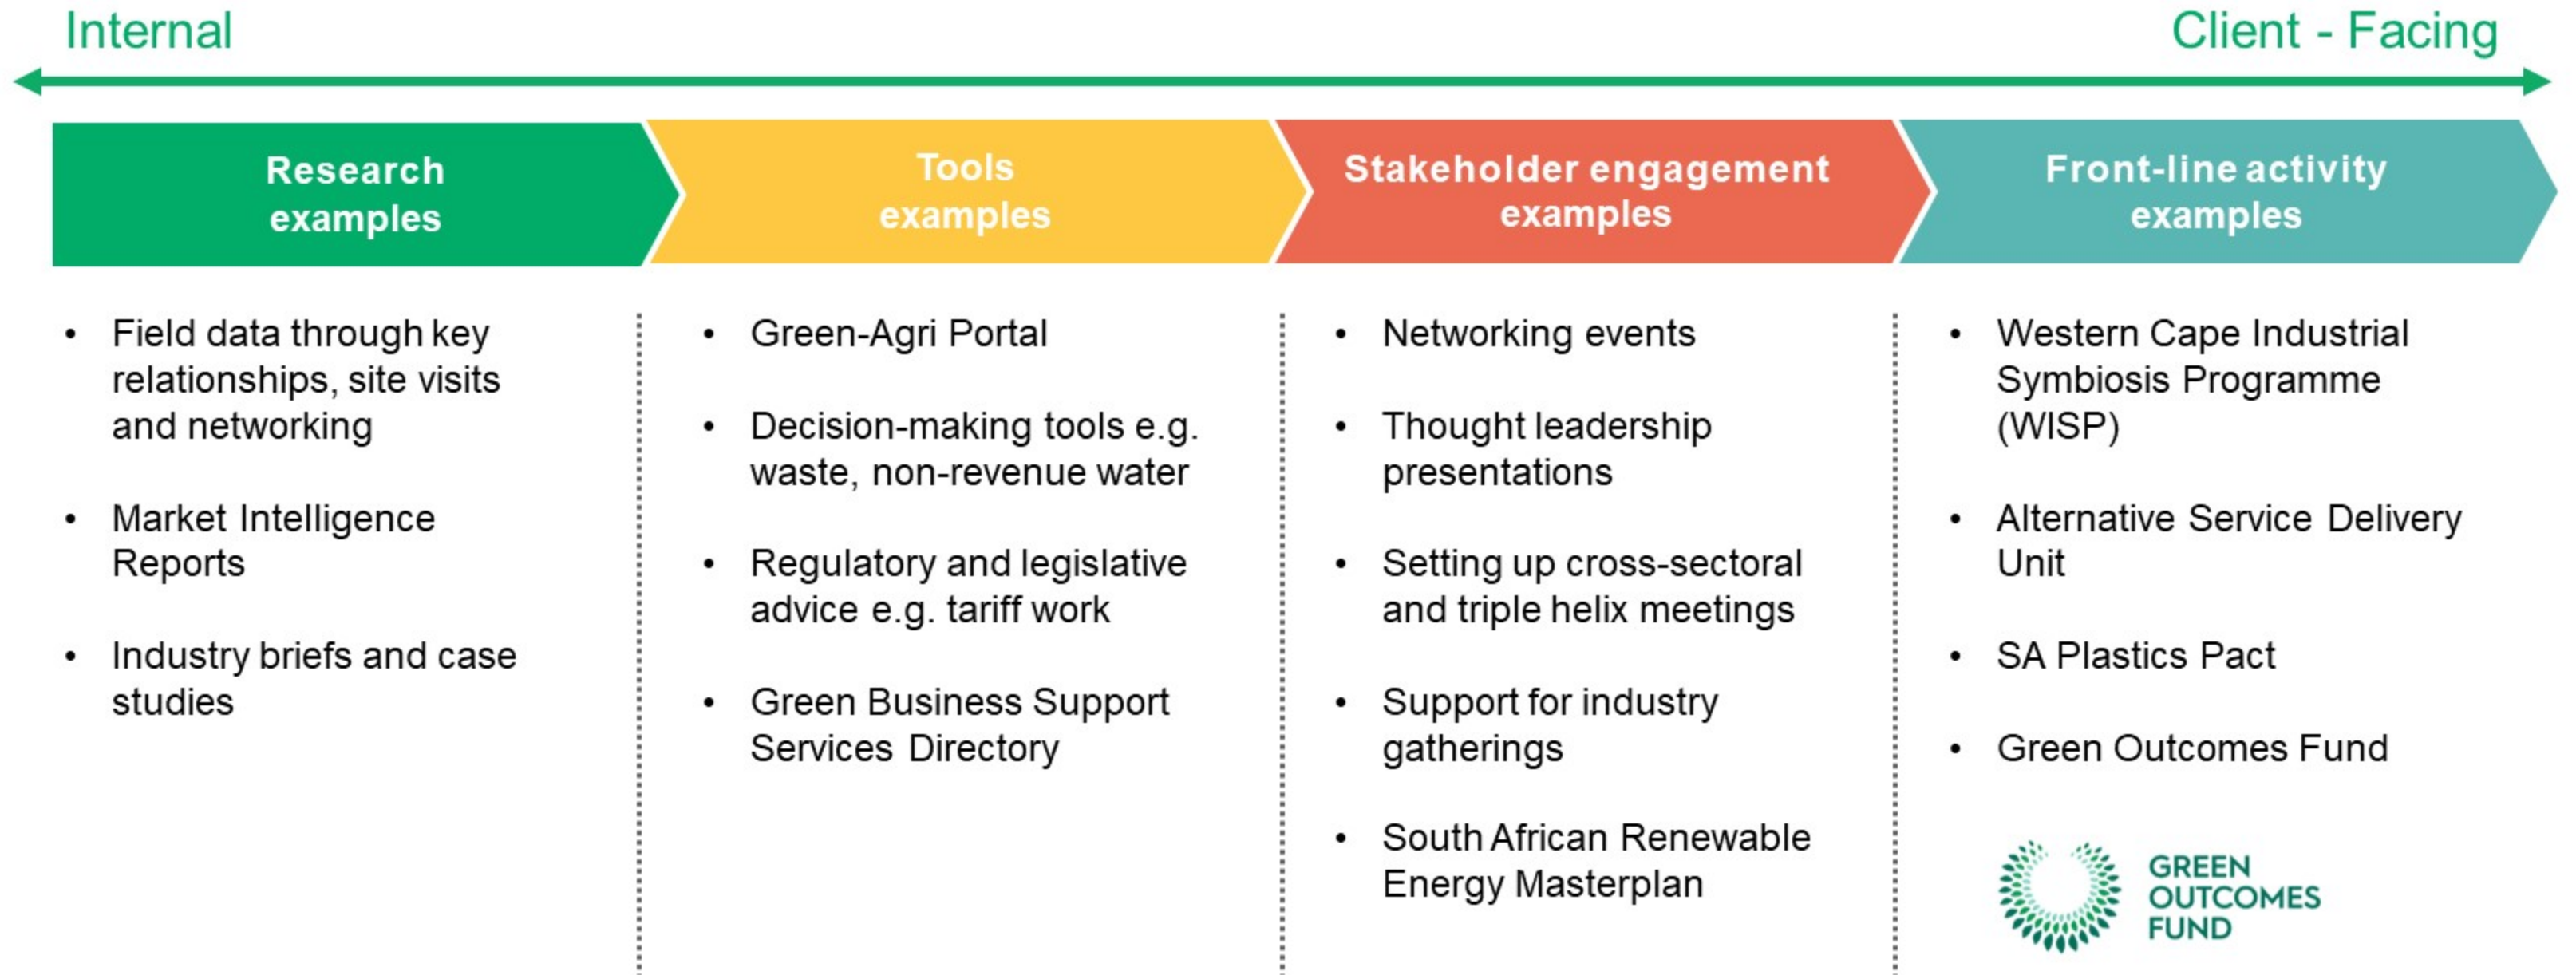 Internal
Client - Facing
Research
examples
Tools
examples
Stakeholder engagement
examples
Front-line activity
examples
• Field data through key
relationships, site visits
and networking
• Market Intelligence
Reports
• Industry briefs and case
studies
• Green-Agri Portal
• Decision-making tools e.g.
waste, non-revenue water
• Regulatory and legislative
advice e.g. tariff work
• Green Business Support
Services Directory
• Networking events
• Thought leadership
presentations
• Setting up cross-sectoral
and triple helix meetings
• Support for industry
gatherings
• South African Renewable
Energy Masterplan
• Western Cape Industrial
Symbiosis Programme
(WISP)
• Alternative Service Delivery
Unit
• SA Plastics Pact
• Green Outcomes Fund
GREEN
OUTCOMES
FUND